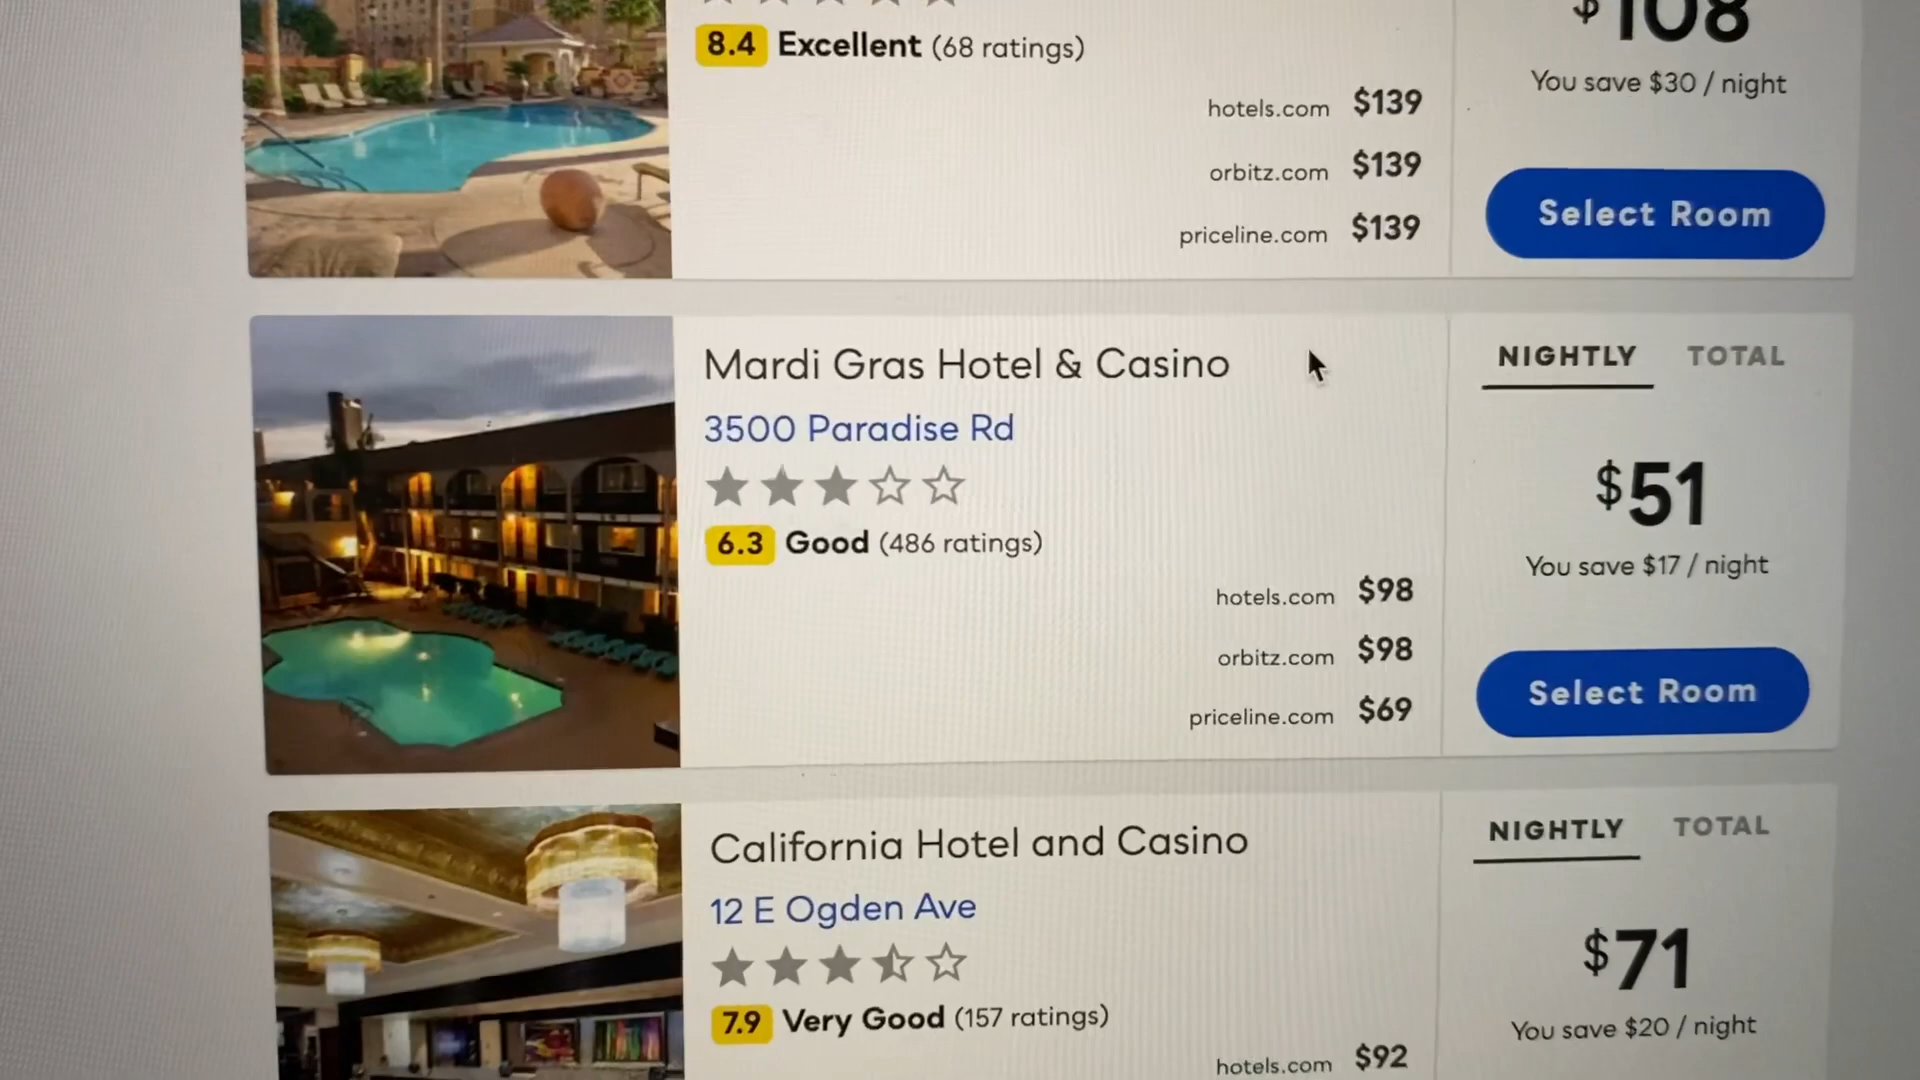 $108
8.4 Excellent (68 ratings)
You save $30 / night
hotels.com $139
orbitz.com $139
priceline.com $139
Select Room
Mardi Gras Hotel & Casino
NIGHTLY TOTAL
3500 Paradise Rd
$51
6.3 Good (486 ratings)
You save $17 / night
hotels.com $98
orbitz.com $98
priceline.com $69
Select Room
California Hotel and Casino
NIGHTLY TOTAL
12 E Ogden Ave
$71
7.9 Very Good (157 ratings)
You save $20 / night
hotels.com $92